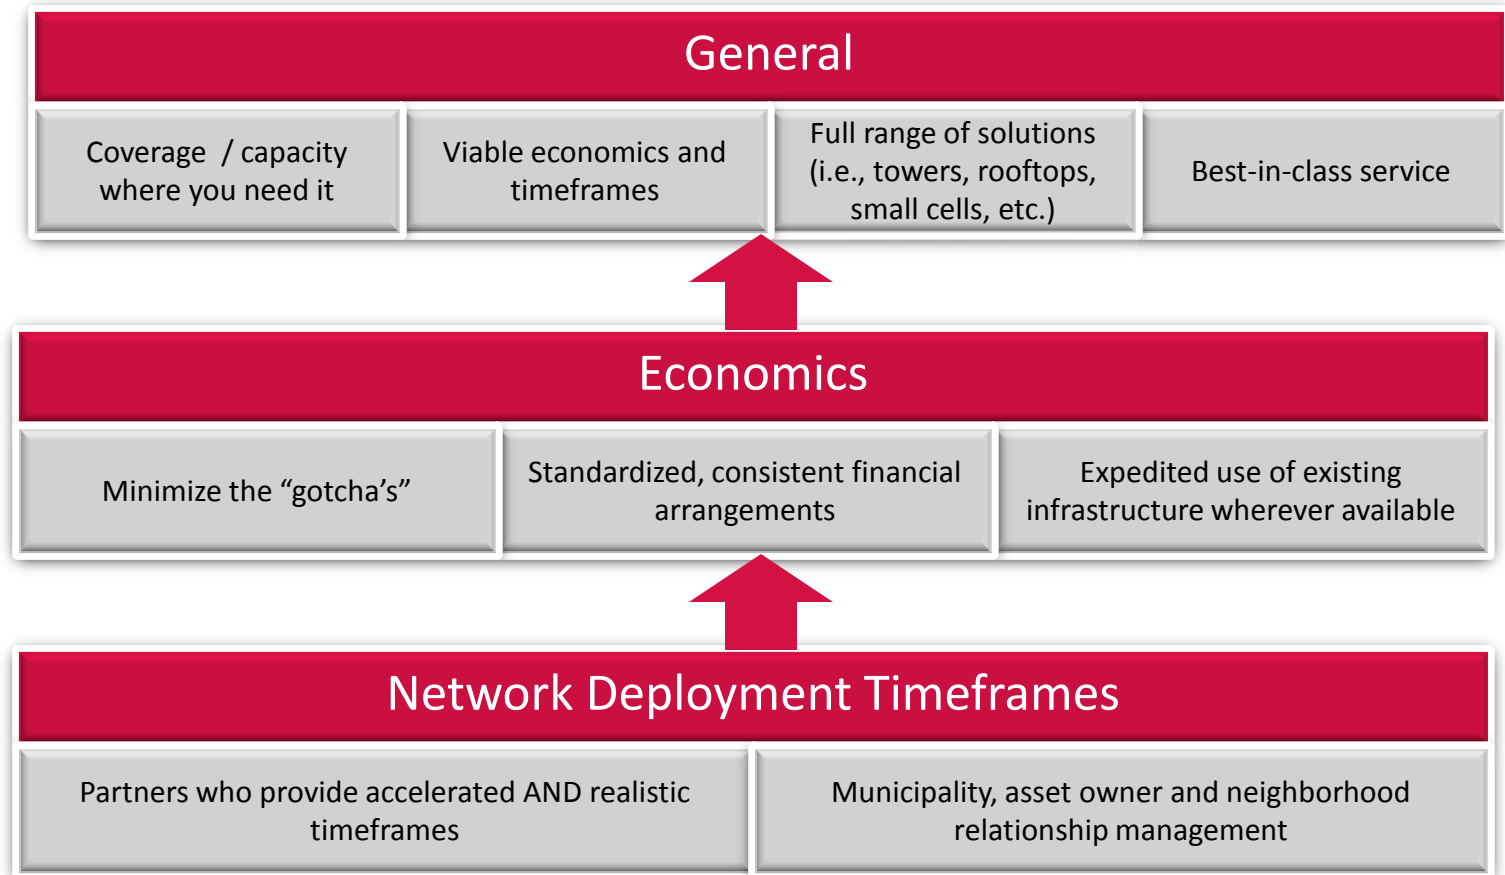 General
Coverage / capacity
where you need it
Viable economics and
timeframes
Full range of solutions
(i.e., towers, rooftops,
small cells, etc.)
Best-in-class service
Economics
Minimize the “gotcha’s”
Standardized, consistent financial
arrangements
Expedited use of existing
infrastructure wherever available
Network Deployment Timeframes
Partners who provide accelerated AND realistic
timeframes
Municipality, asset owner and neighborhood
relationship management